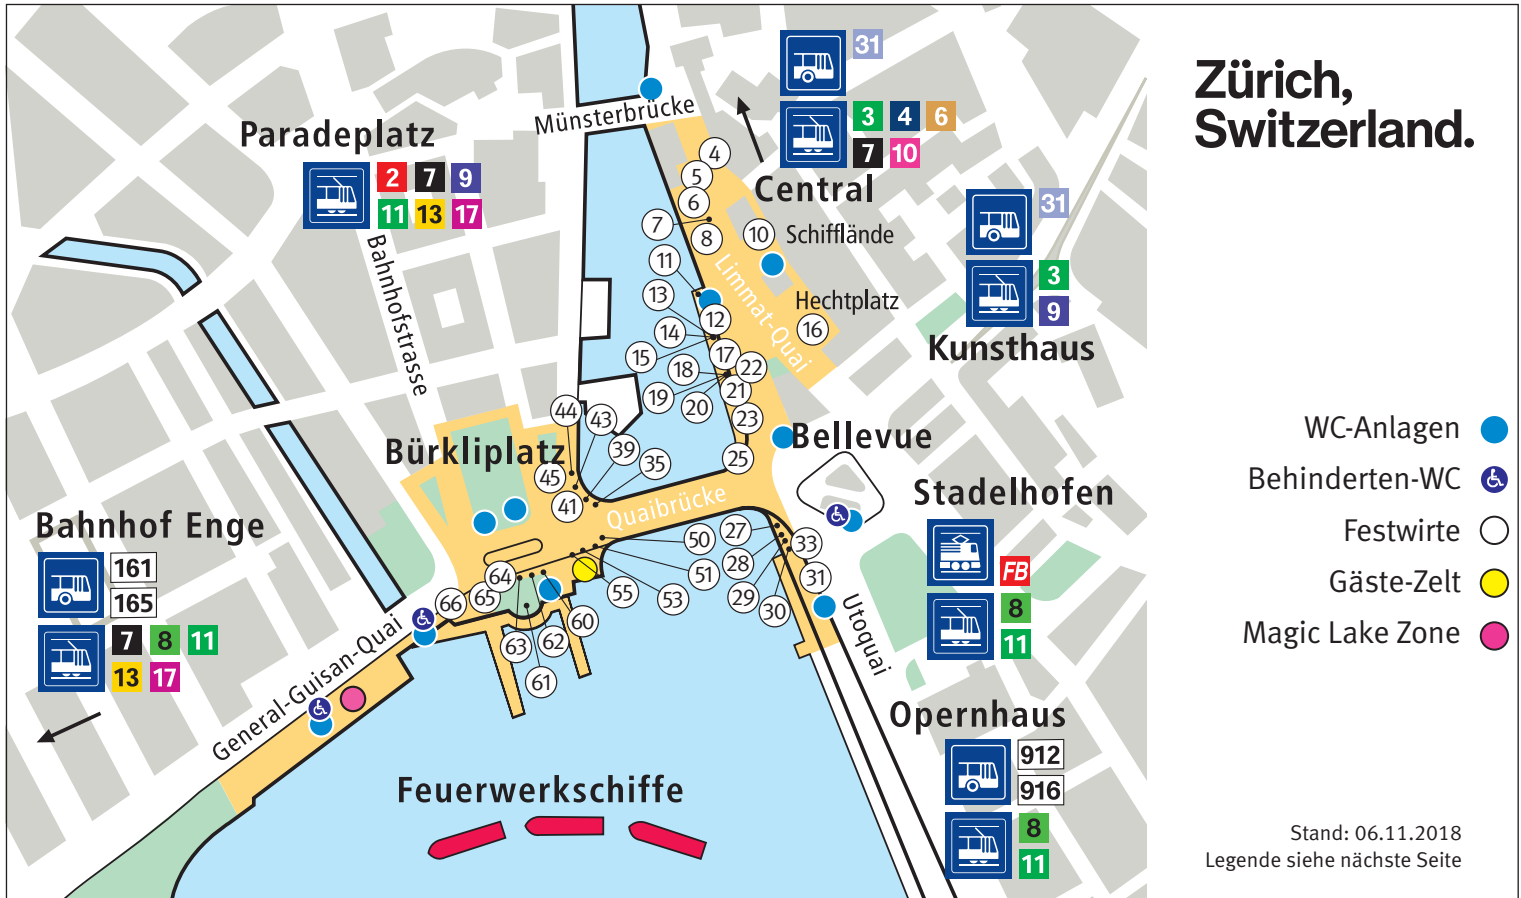 Zürich,
Switzerland.
31
Münsterbrücke
3 4 6
7 10
Central
Paradeplatz
2 7 9
11 13 17
Bahnhofstrasse
4
5
6
7
8
10
Schifflände
11
13
Limmat-Quai
Hechtplatz
12
14
16
15
17
18
22
19
20
21
23
25
31
3
9
Kunsthaus
44
43
39
35
Bürkliplatz
45
41
Quaibrücke
Bellevue
Stadelhofen
FB
8
11
Bahnhof Enge
161
165
7 8 11
13 17
General-Guisan-Quai
27
50
33
28
51
64
55
53
29
31
30
66
65
60
63
62
61
Utoquai
Opernhaus
912
916
8
11
Feuerwerkschiffe
WC-Anlagen
Behinderten-WC
Festwirte
Gäste-Zelt
Magic Lake Zone
Stand: 06.11.2018
Legende siehe nächste Seite